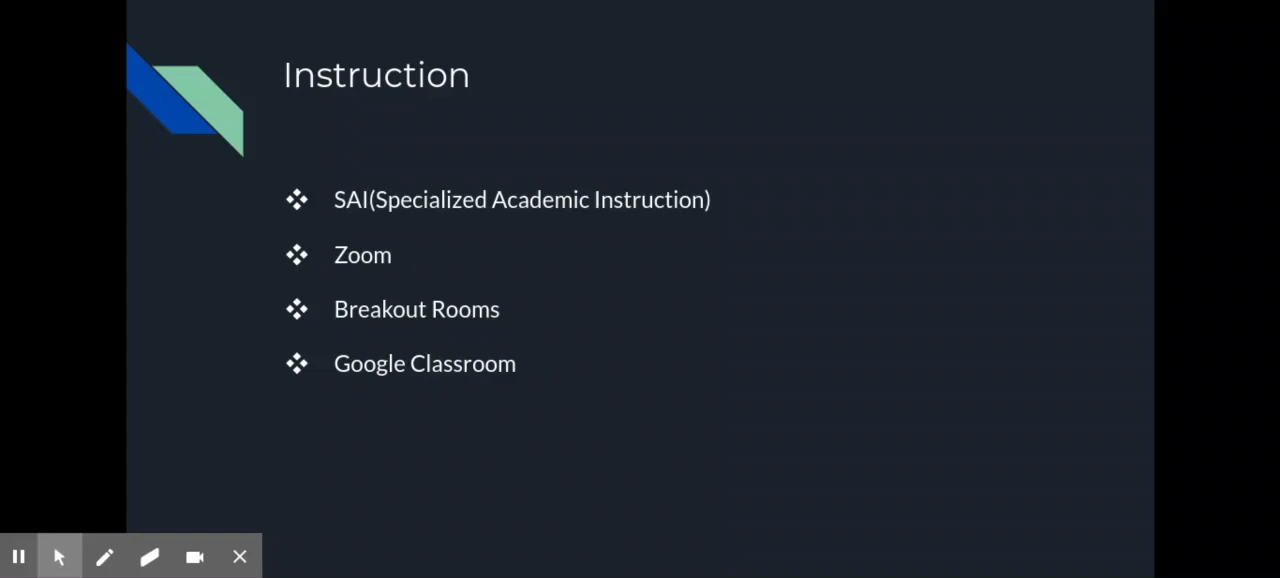 Instruction
SAI(Specialized Academic Instruction)
Zoom
Breakout Rooms
Google Classroom